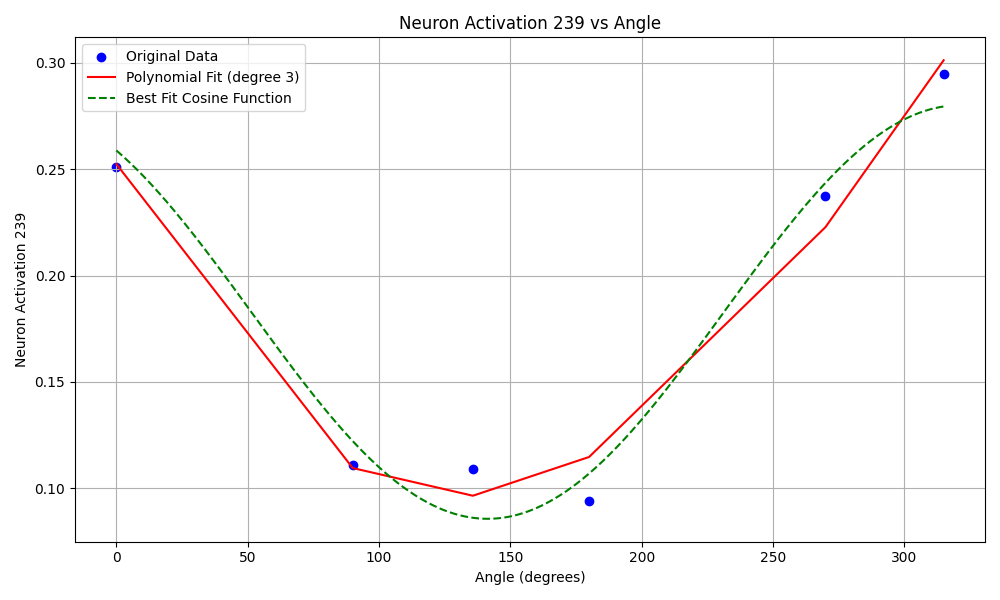 Neuron Activation 239 vs Angle
Original Data
Polynomial Fit (degree 3)
Best Fit Cosine Function
Neuron Activation 239
0.30
0.25
0.20
0.15
0.10
0
50
100
150
200
250
300
Angle (degrees)